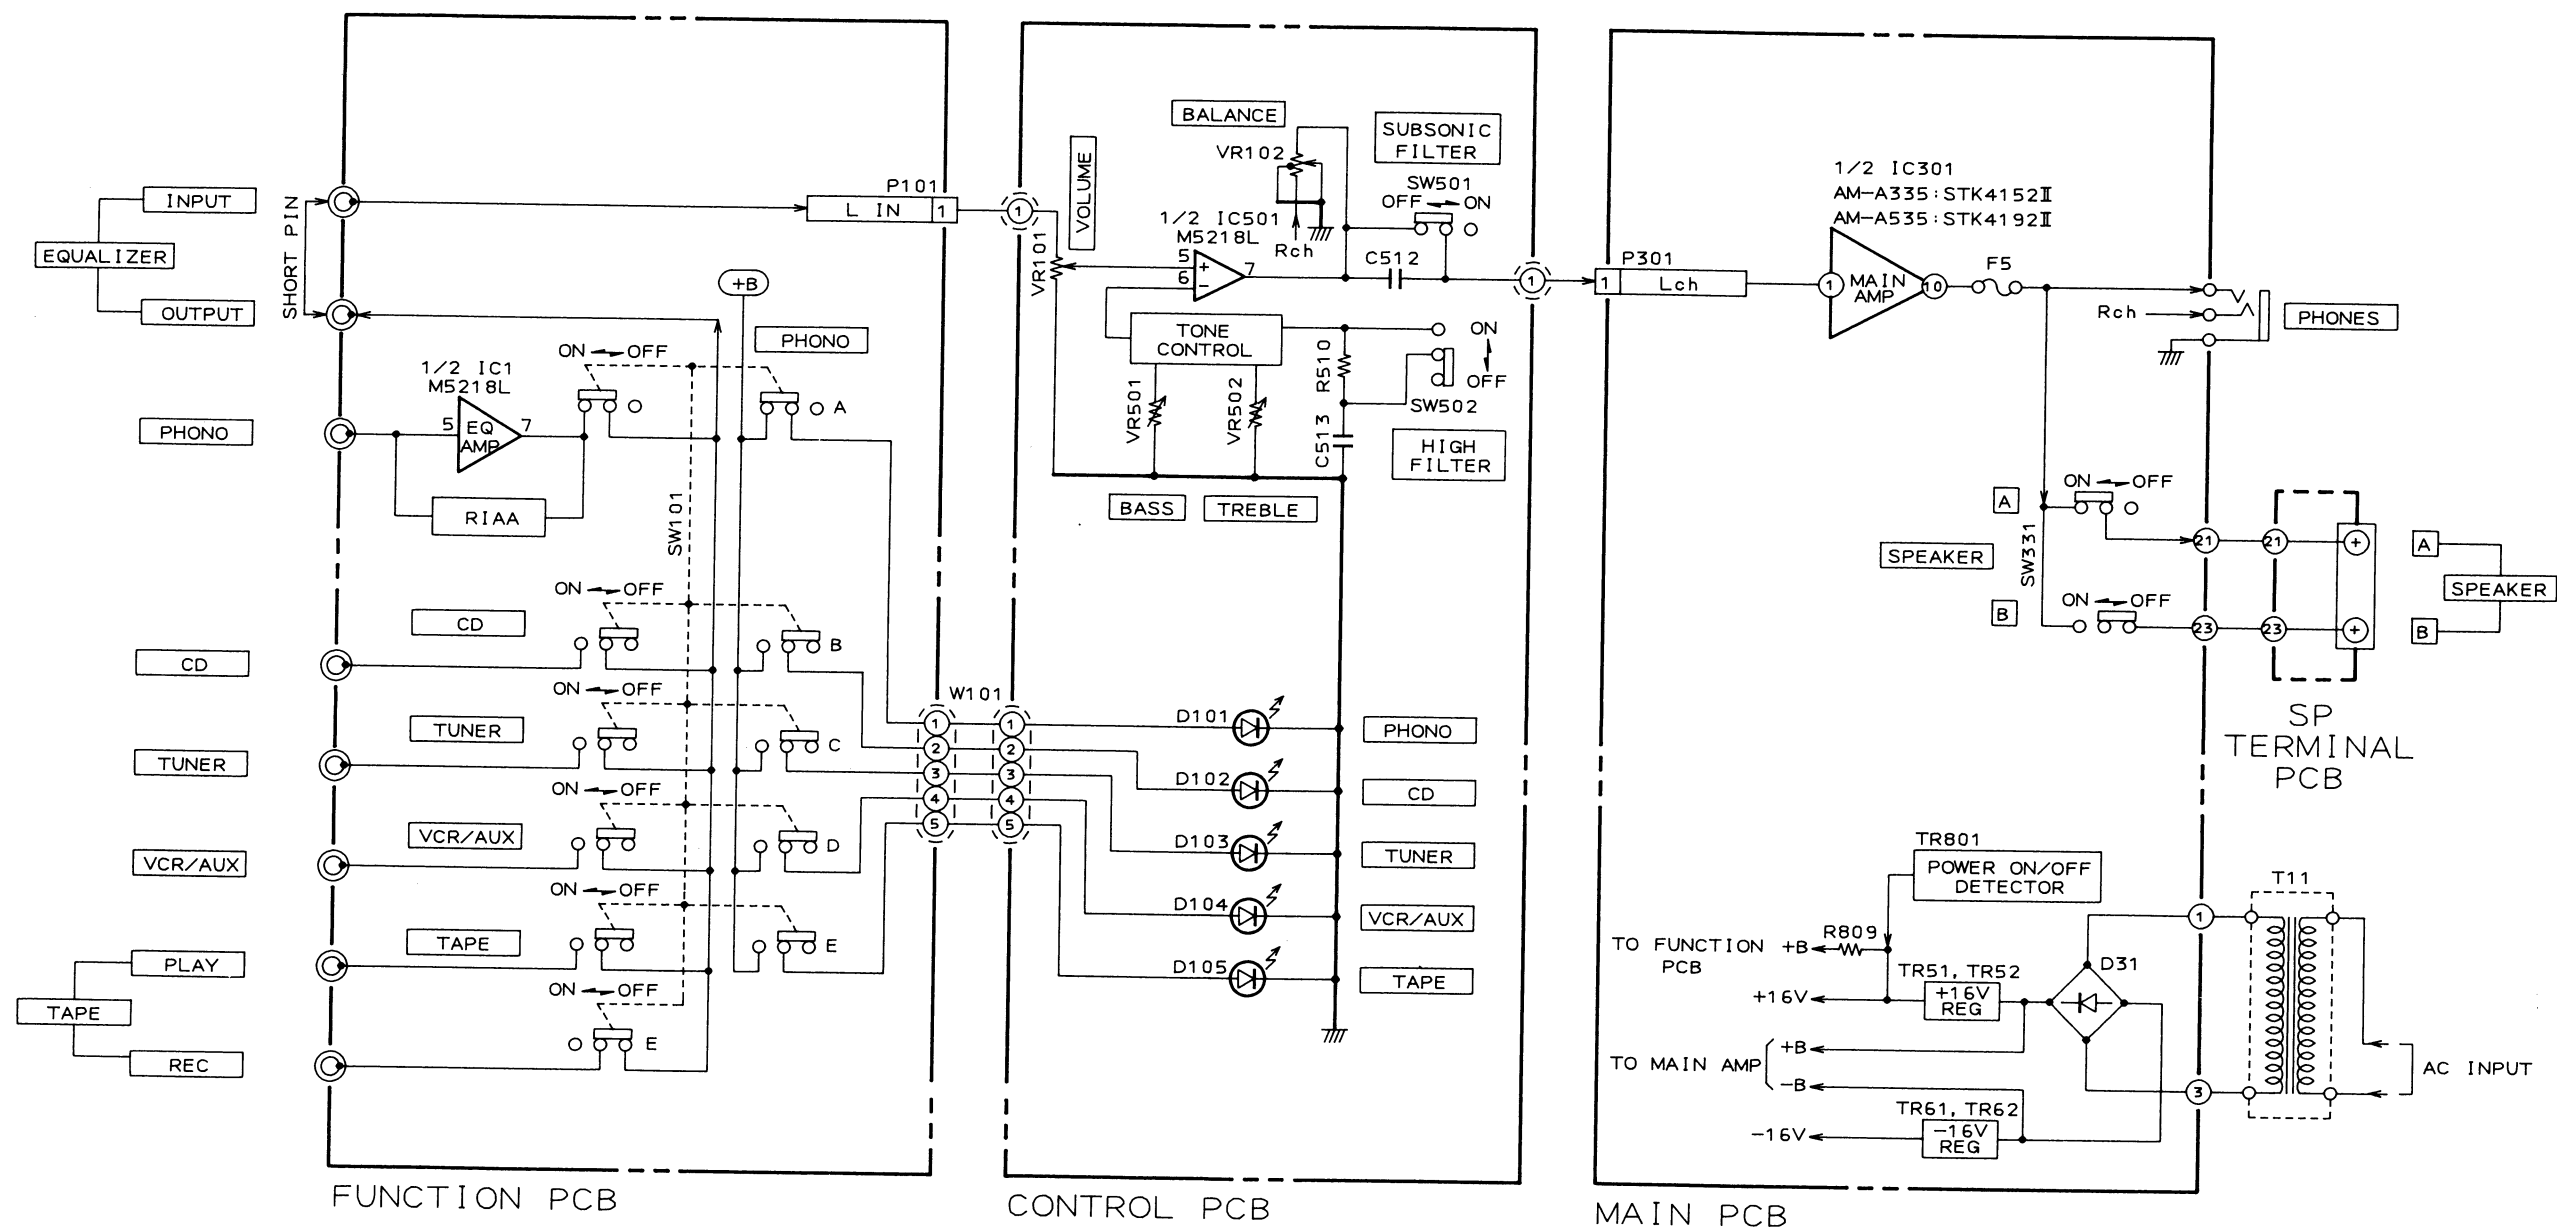 INPUT
EQUALIZER
OUTPUT
SHORT PIN
PHONO
CD
TUNER
VCR/AUX
PLAY
TAPE
REC
P101
L IN 1
+B
PHONO
ON OFF
1/2 IC1
M5218L
5 EQ AMP 7
A
RIAA
SW101
ON OFF
CD
B
ON OFF
TUNER
C
ON OFF
VCR/AUX
D
ON OFF
TAPE
E
ON OFF
E
W101
1 1
2 2
3 3
4 4
5 5
FUNCTION PCB
1
VOLUME
VR101
BALANCE
VR102
Rch
SUBSONIC
FILTER
SW501
OFF ON
1/2 IC501
M5218L
5 +
6 −
7
C512
1
TONE
CONTROL
VR501
VR502
R510
C513
ON
OFF
SW502
HIGH
FILTER
BASS
TREBLE
D101 PHONO
D102 CD
D103 TUNER
D104 VCR/AUX
D105 TAPE
CONTROL PCB
1/2 IC301
AM-A335:STK4152Ⅱ
AM-A535:STK4192Ⅱ
P301
1 Lch
1 MAIN AMP 10
F5
Rch
PHONES
A
ON OFF
SPEAKER
SW331
B
ON OFF
21 21 +
23 23 +
A
SPEAKER
B
SP
TERMINAL
PCB
TR801
POWER ON/OFF
DETECTOR
TO FUNCTION
PCB
+B
R809
TR51, TR52
+16V
+16V
REG
D31
TO MAIN AMP
+B
−B
TR61, TR62
−16V
−16V
REG
1
3
T11
AC INPUT
MAIN PCB